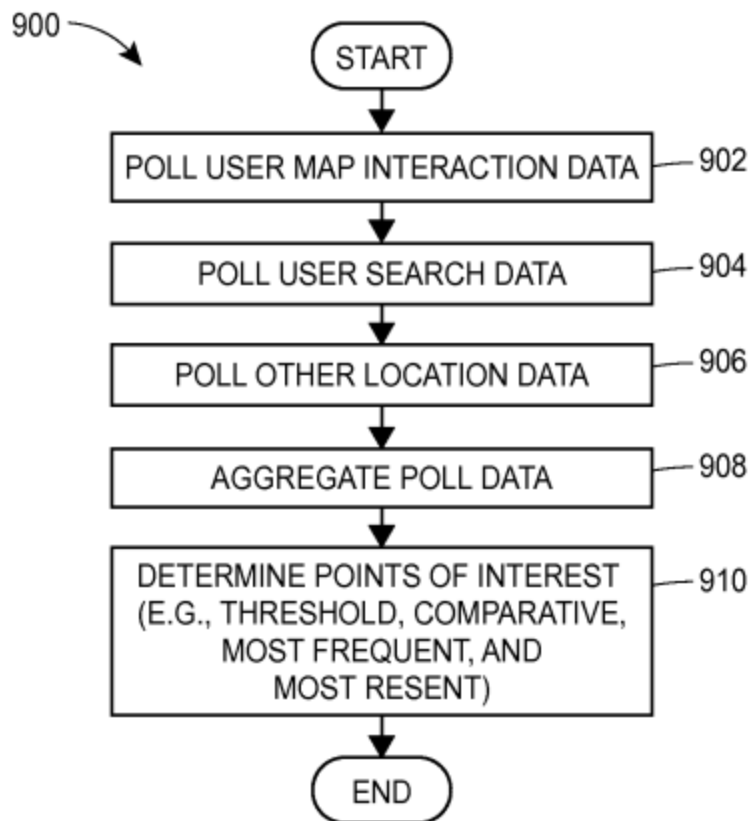 900
START
POLL USER MAP INTERACTION DATA
902
POLL USER SEARCH DATA
904
POLL OTHER LOCATION DATA
906
AGGREGATE POLL DATA
908
DETERMINE POINTS OF INTEREST
(E.G., THRESHOLD, COMPARATIVE,
MOST FREQUENT, AND
MOST RESENT)
910
END